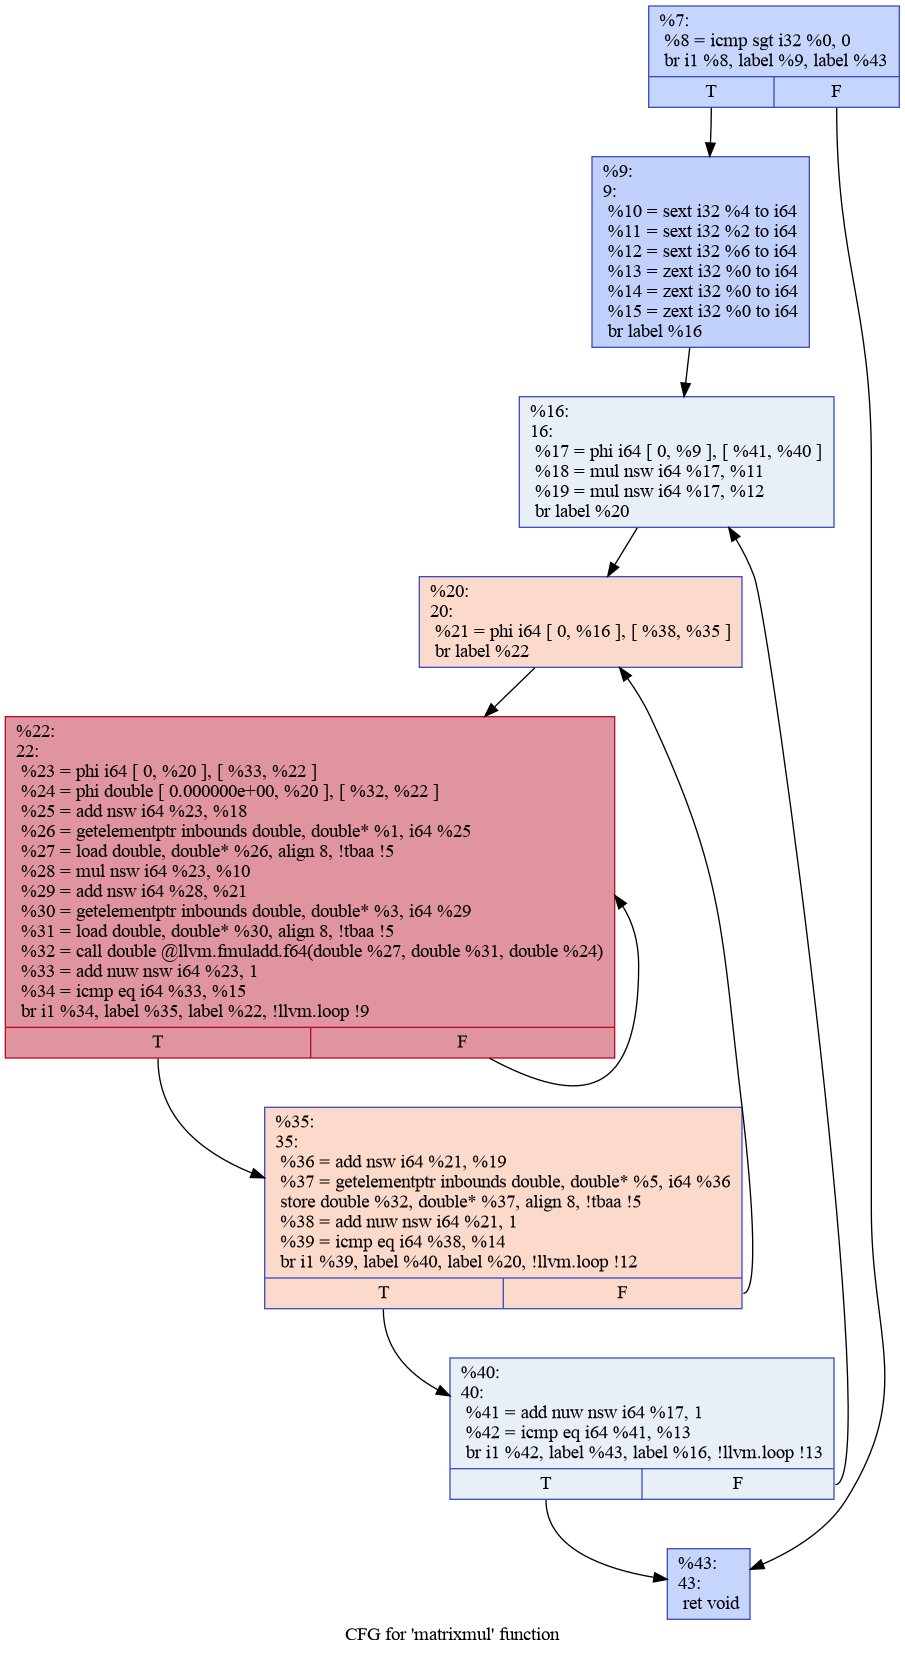 %7:
%8 = icmp sgt i32 %0, 0
br i1 %8, label %9, label %43
T F
%9:
9:
%10 = sext i32 %4 to i64
%11 = sext i32 %2 to i64
%12 = sext i32 %6 to i64
%13 = zext i32 %0 to i64
%14 = zext i32 %0 to i64
%15 = zext i32 %0 to i64
br label %16
%16:
16:
%17 = phi i64 [ 0, %9 ], [ %41, %40 ]
%18 = mul nsw i64 %17, %11
%19 = mul nsw i64 %17, %12
br label %20
%20:
20:
%21 = phi i64 [ 0, %16 ], [ %38, %35 ]
br label %22
%22:
22:
%23 = phi i64 [ 0, %20 ], [ %33, %22 ]
%24 = phi double [ 0.000000e+00, %20 ], [ %32, %22 ]
%25 = add nsw i64 %23, %18
%26 = getelementptr inbounds double, double* %1, i64 %25
%27 = load double, double* %26, align 8, !tbaa !5
%28 = mul nsw i64 %23, %10
%29 = add nsw i64 %28, %21
%30 = getelementptr inbounds double, double* %3, i64 %29
%31 = load double, double* %30, align 8, !tbaa !5
%32 = call double @llvm.fmuladd.f64(double %27, double %31, double %24)
%33 = add nuw nsw i64 %23, 1
%34 = icmp eq i64 %33, %15
br i1 %34, label %35, label %22, !llvm.loop !9
T F
%35:
35:
%36 = add nsw i64 %21, %19
%37 = getelementptr inbounds double, double* %5, i64 %36
store double %32, double* %37, align 8, !tbaa !5
%38 = add nuw nsw i64 %21, 1
%39 = icmp eq i64 %38, %14
br i1 %39, label %40, label %20, !llvm.loop !12
T F
%40:
40:
%41 = add nuw nsw i64 %17, 1
%42 = icmp eq i64 %41, %13
br i1 %42, label %43, label %16, !llvm.loop !13
T F
%43:
43:
ret void
CFG for 'matrixmul' function